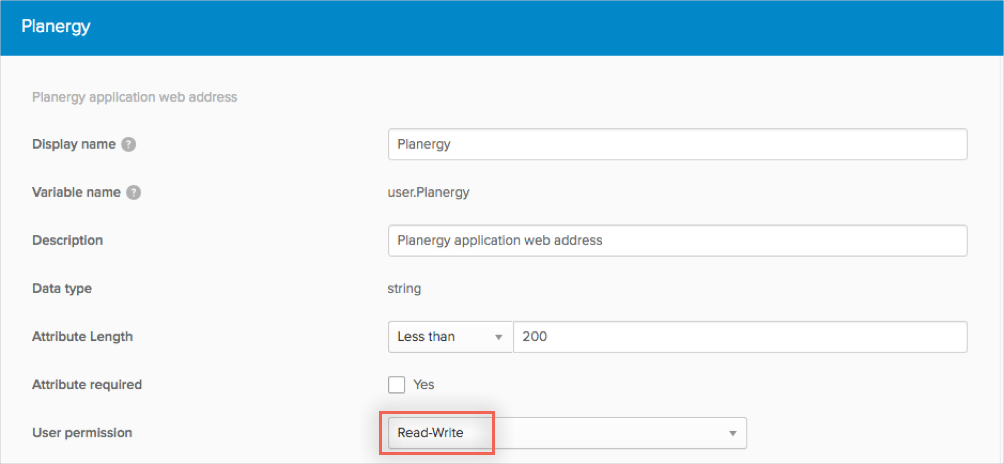 Planergy
Planergy application web address
Display name ? Planergy
Variable name ? user.Planergy
Description Planergy application web address
Data type string
Attribute Length Less than 200
Attribute required Yes
User permission Read-Write